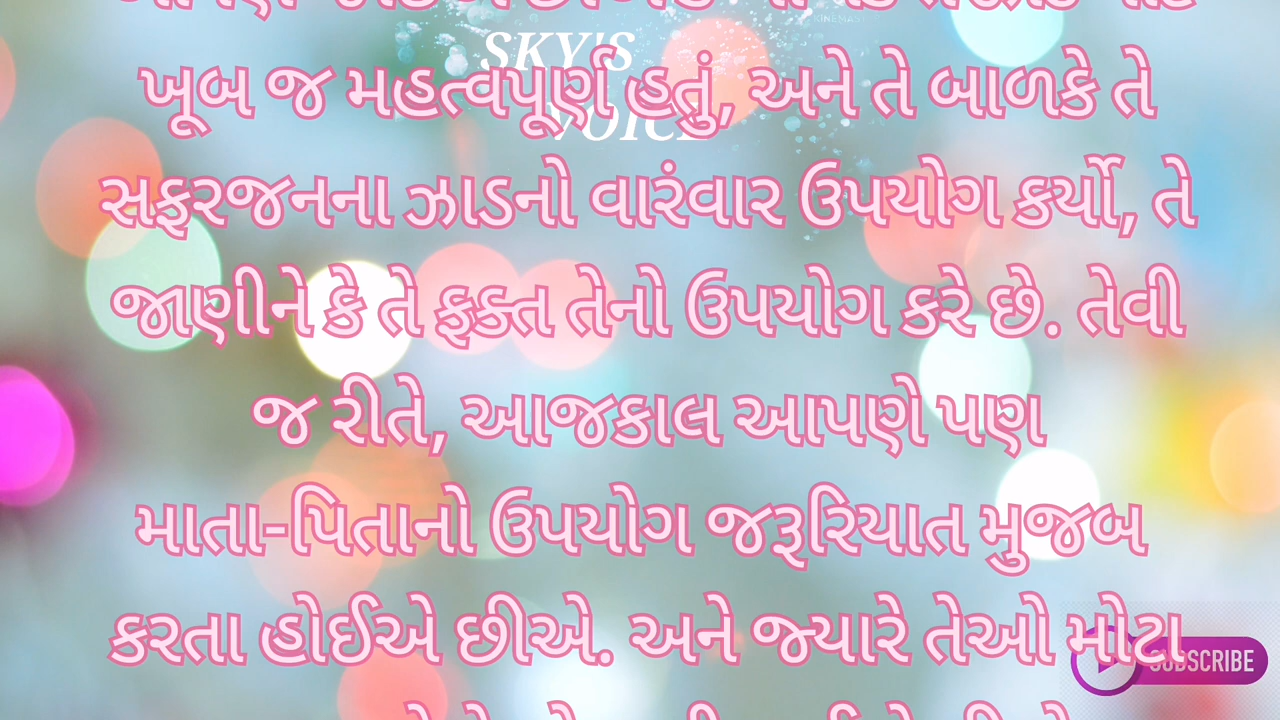 KINEMASTER
SKY'S
VOICE
ખૂબ જ મહત્વપૂર્ણ હતું, અને તે બાળકે તે
સફરજનના ઝાડનો વારંવાર ઉપયોગ કર્યો, તે
જાણીને કે તે ફક્ત તેનો ઉપયોગ કરે છે. તેવી
જ રીતે, આજકાલ આપણે પણ
માતા-પિતાનો ઉપયોગ જરૂરિયાત મુજબ
કરતા હોઈએ છીએ. અને જ્યારે તેઓ મોટા
SUBSCRIBE